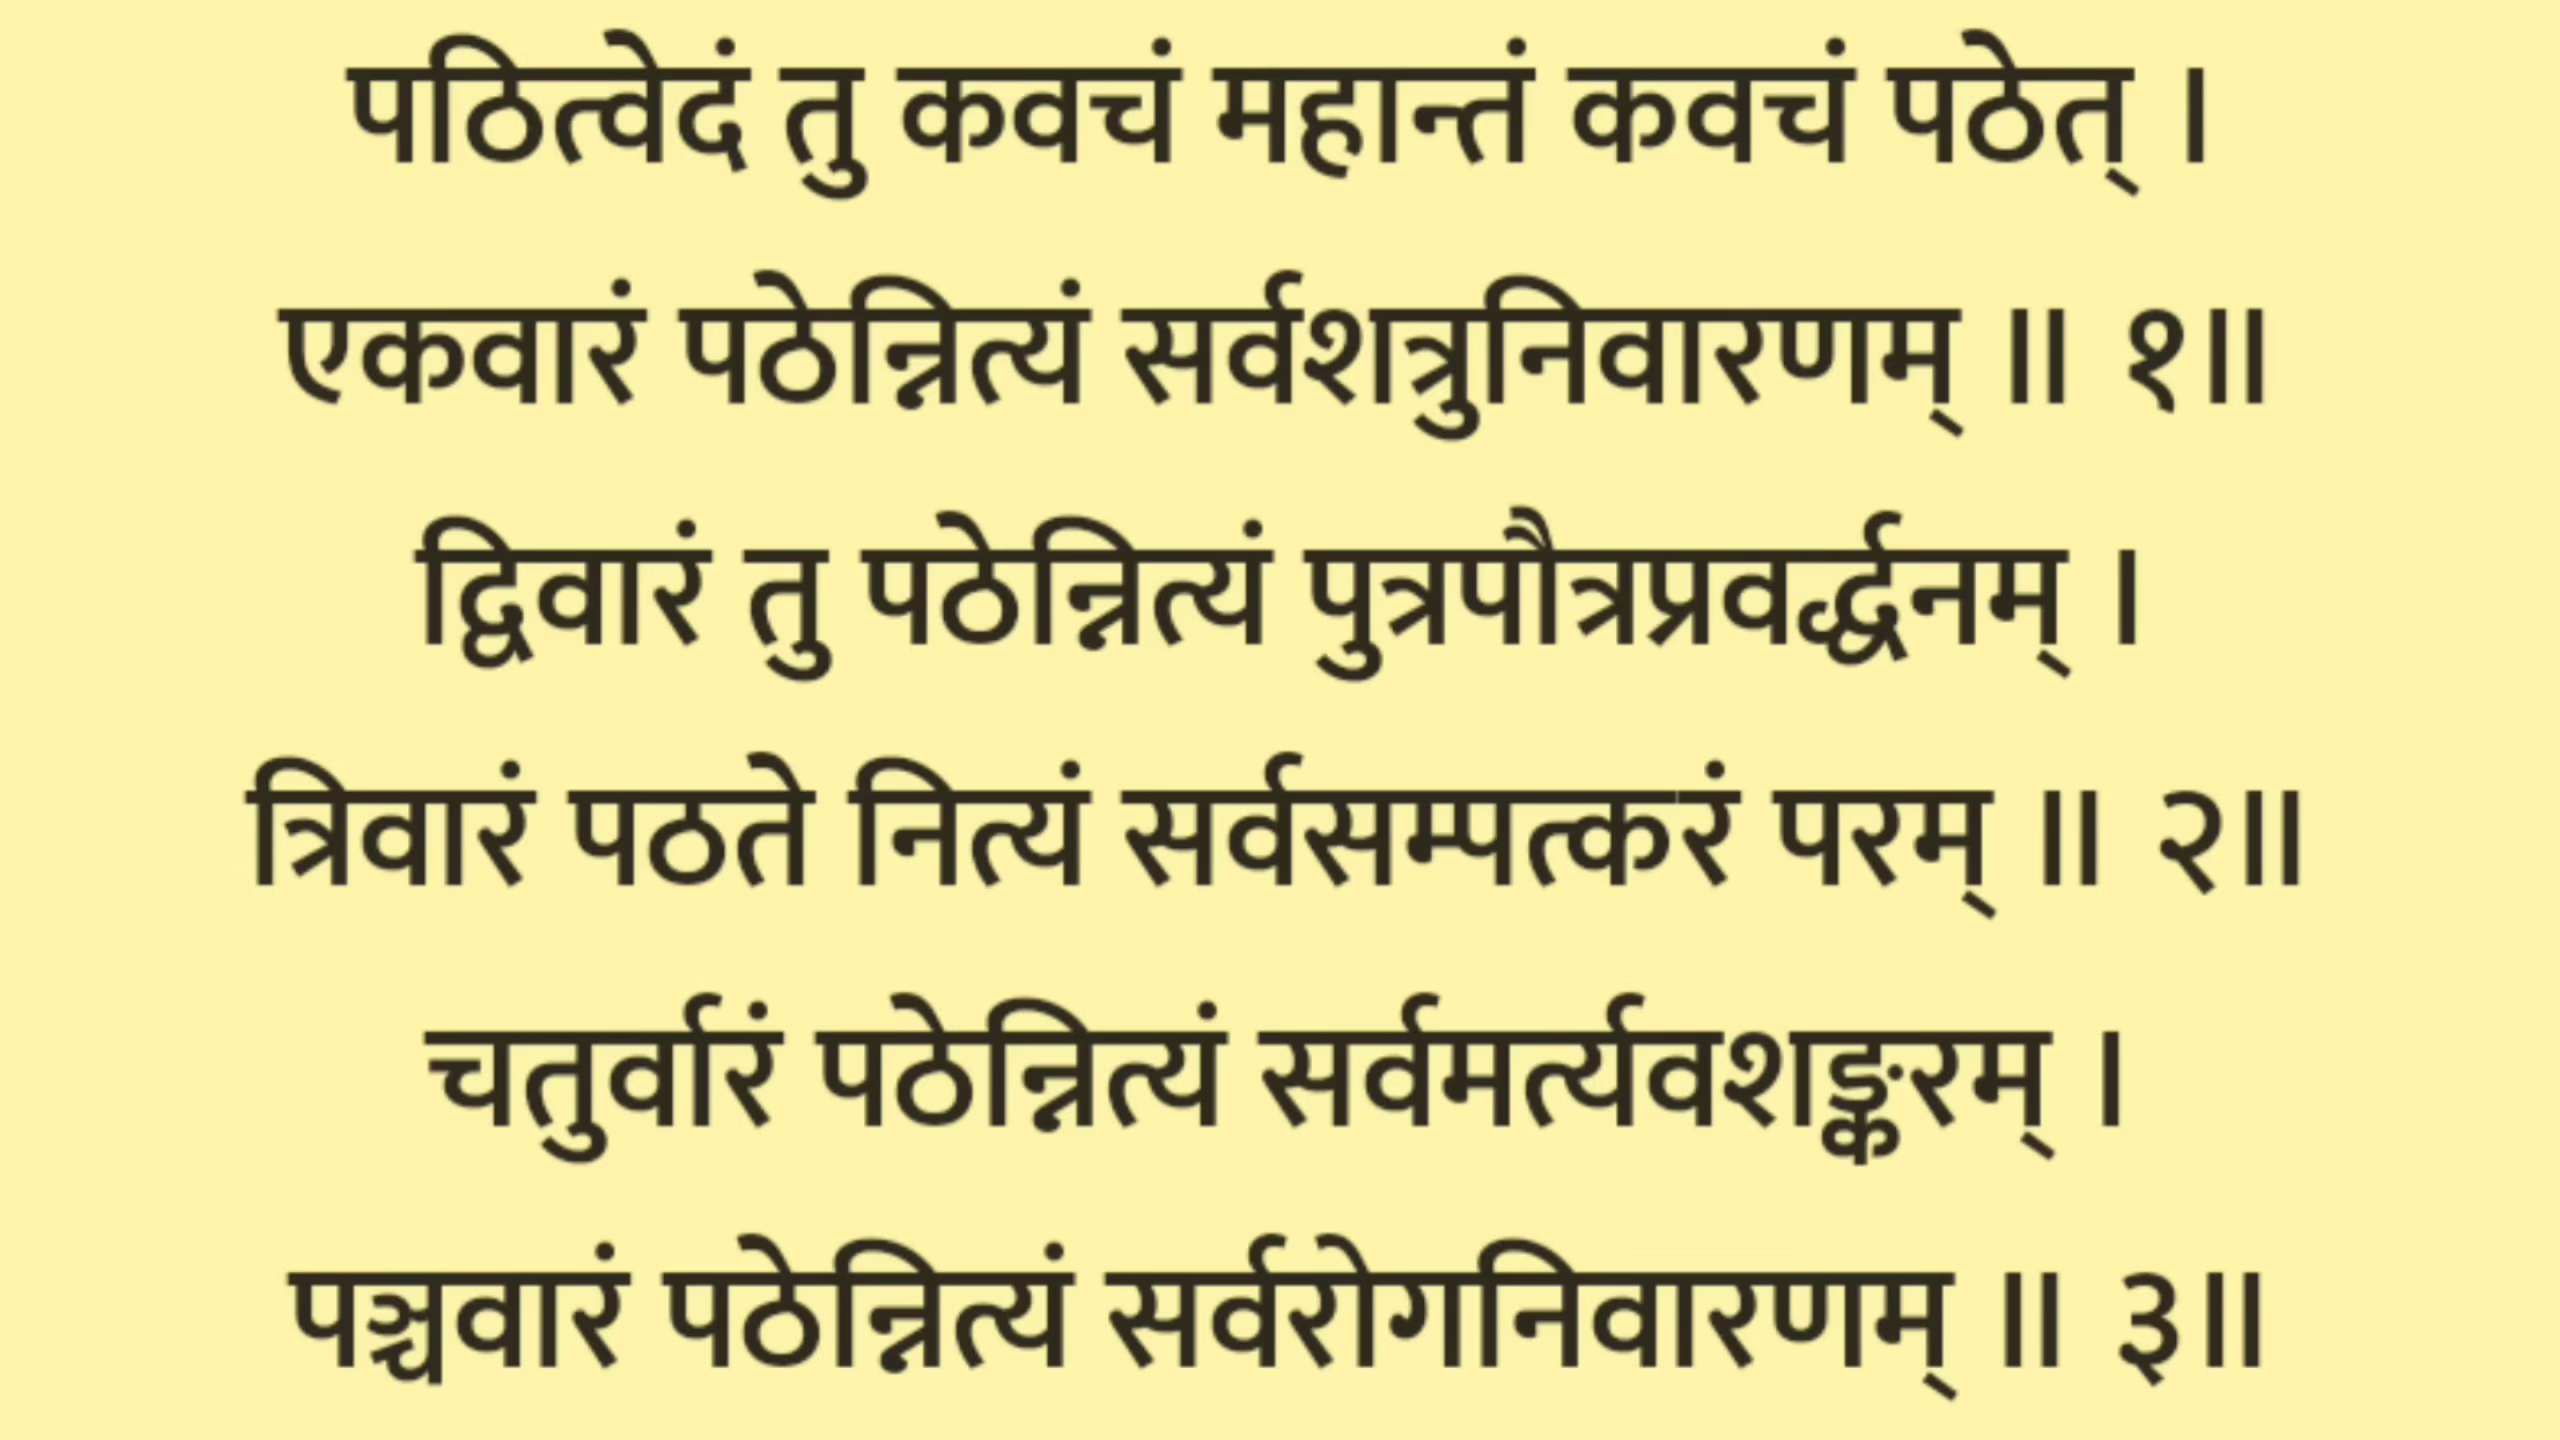 पठित्वेदं तु कवचं महान्तं कवचं पठेत् ।
एकवारं पठेन्नित्यं सर्वशत्रुनिवारणम् ॥ १॥
द्विवारं तु पठेन्नित्यं पुत्रपौत्रप्रवर्द्धनम् ।
त्रिवारं पठते नित्यं सर्वसम्पत्करं परम् ॥ २॥
चतुर्वारं पठेन्नित्यं सर्वमर्त्यवशङ्करम् ।
पञ्चवारं पठेन्नित्यं सर्वरोगनिवारणम् ॥ ३॥